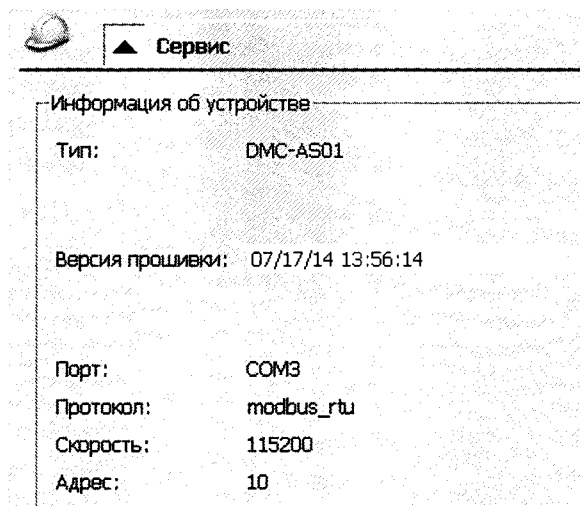 Сервис
Информация об устройстве
Тип: DMC-AS01
Версия прошивки: 07/17/14 13:56:14
Порт: COM3
Протокол: modbus_rtu
Скорость: 115200
Адрес: 10